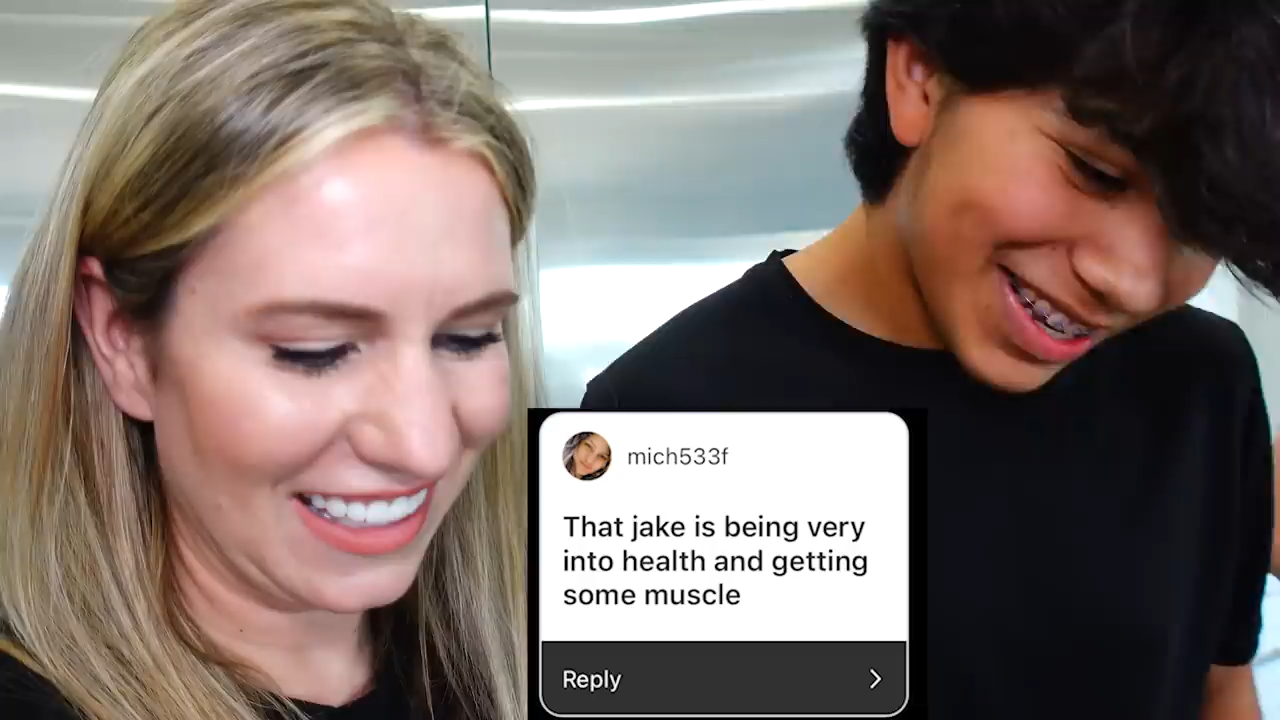 mich533f
That jake is being very
into health and getting
some muscle
Reply